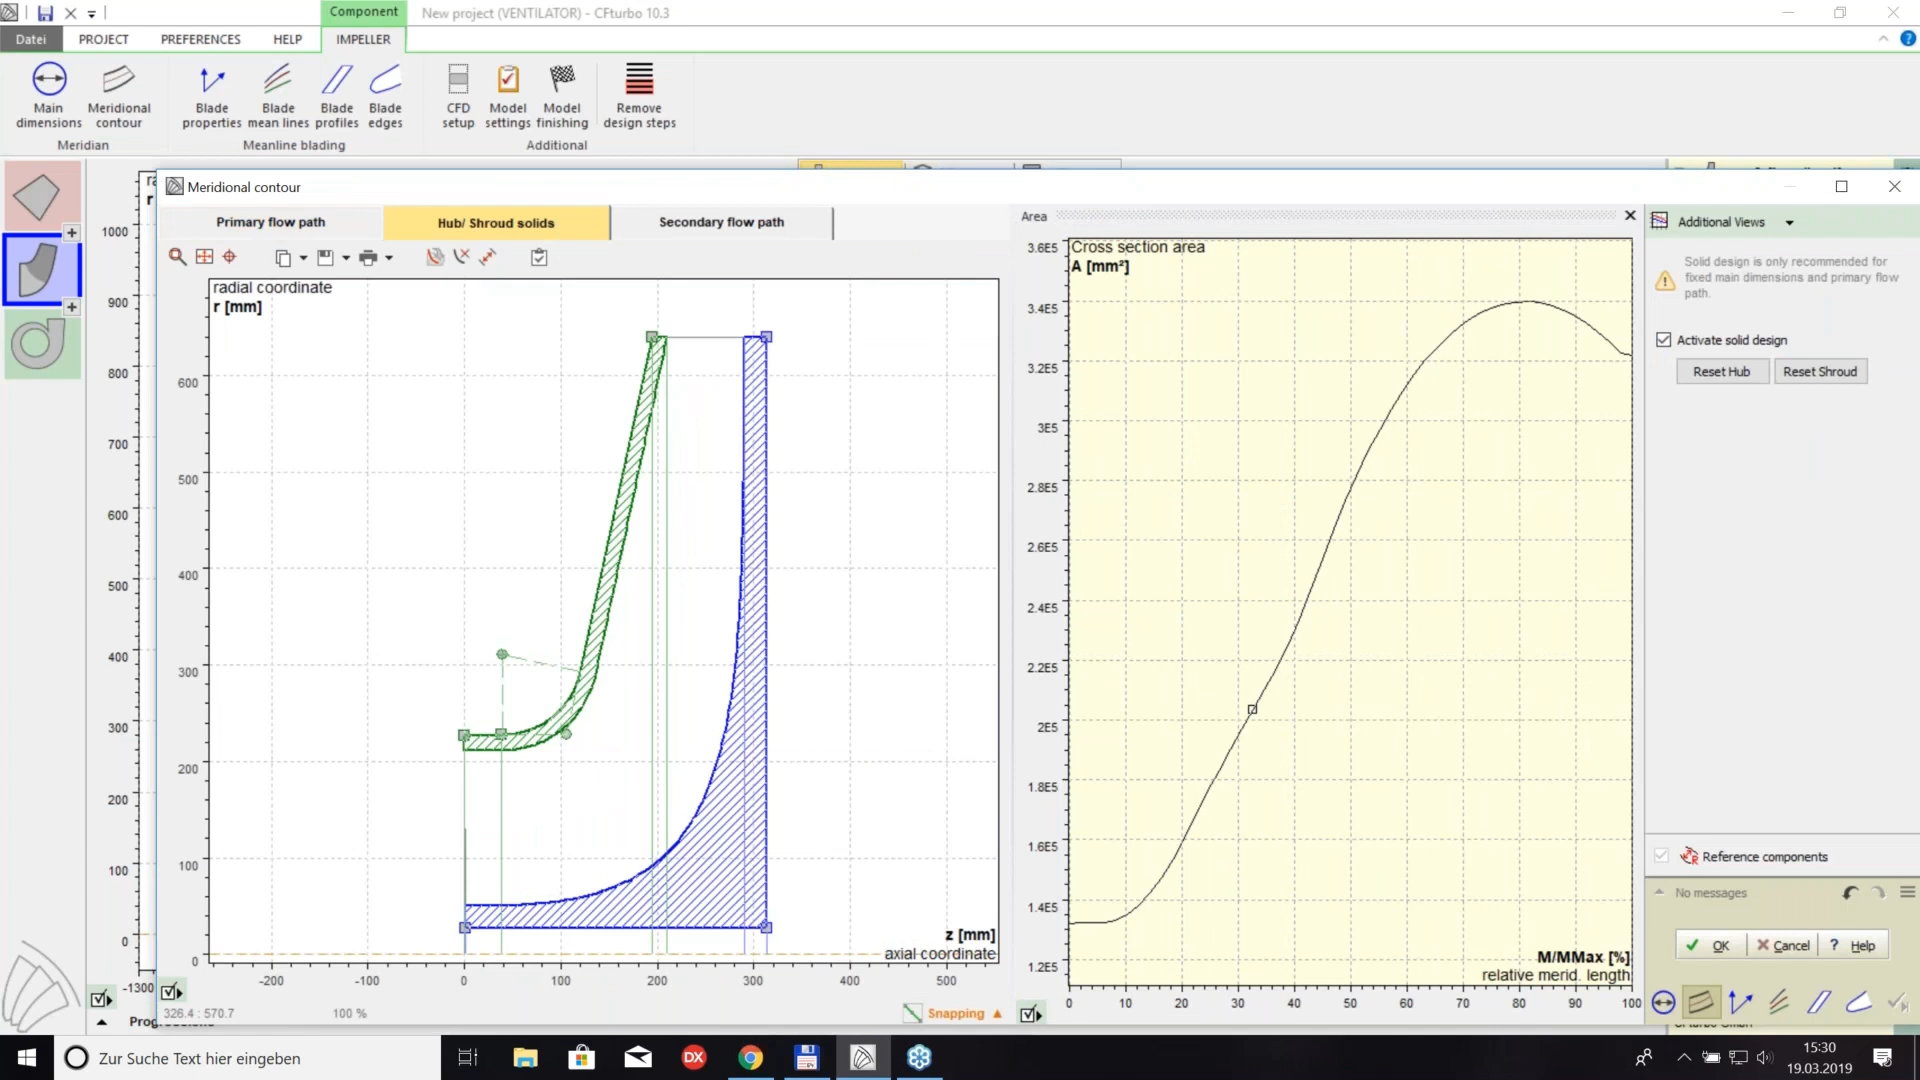 Component
New project (VENTILATOR) - CFturbo 10.3
Datei
PROJECT
PREFERENCES
HELP
IMPELLER
Main dimensions
Meridional contour
Blade properties
Blade mean lines
Blade profiles
Blade edges
CFD setup
Model settings
Model finishing
Remove design steps
Meridian
Meanline blading
Additional
Meridional contour
Primary flow path
Hub/ Shroud solids
Secondary flow path
radial coordinate
r [mm]
600
500
400
300
200
100
0
-200
-100
0
100
200
300
400
500
z [mm]
axial coordinate
326.4 : 570.7
100 %
Snapping
r
1000
900
800
700
600
500
400
300
200
100
0
-1300
Area
Cross section area
A [mm²]
3.6E5
3.4E5
3.2E5
3E5
2.8E5
2.6E5
2.4E5
2.2E5
2E5
1.8E5
1.6E5
1.4E5
1.2E5
M/MMax [%]
relative merid. length
0
10
20
30
40
50
60
70
80
90
100
Additional Views
Solid design is only recommended for
fixed main dimensions and primary flow
path.
Activate solid design
Reset Hub
Reset Shroud
Reference components
No messages
OK
Cancel
? Help
Zur Suche Text hier eingeben
DX
15:30
19.03.2019